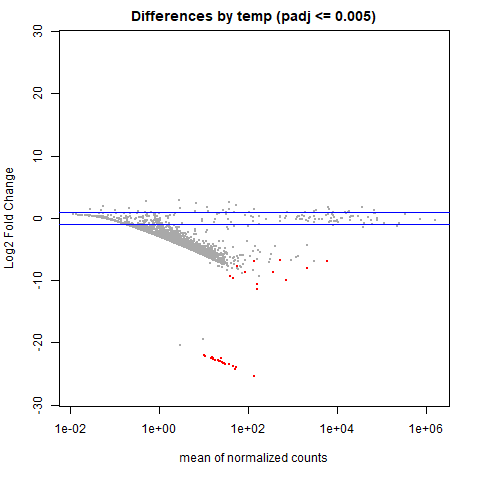 Differences by temp (padj <= 0.005)
30
20
10
0
-10
-20
-30
Log2 Fold Change
1e-02
1e+00
1e+02
1e+04
1e+06
mean of normalized counts